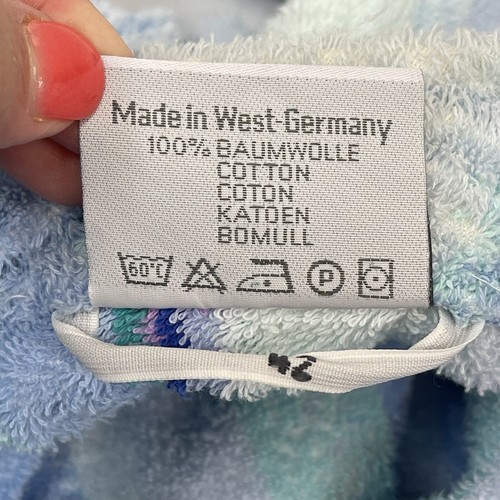 Made in West-Germany
100% BAUMWOLLE
COTTON
COTON
KATOEN
BOMULL
60°C P